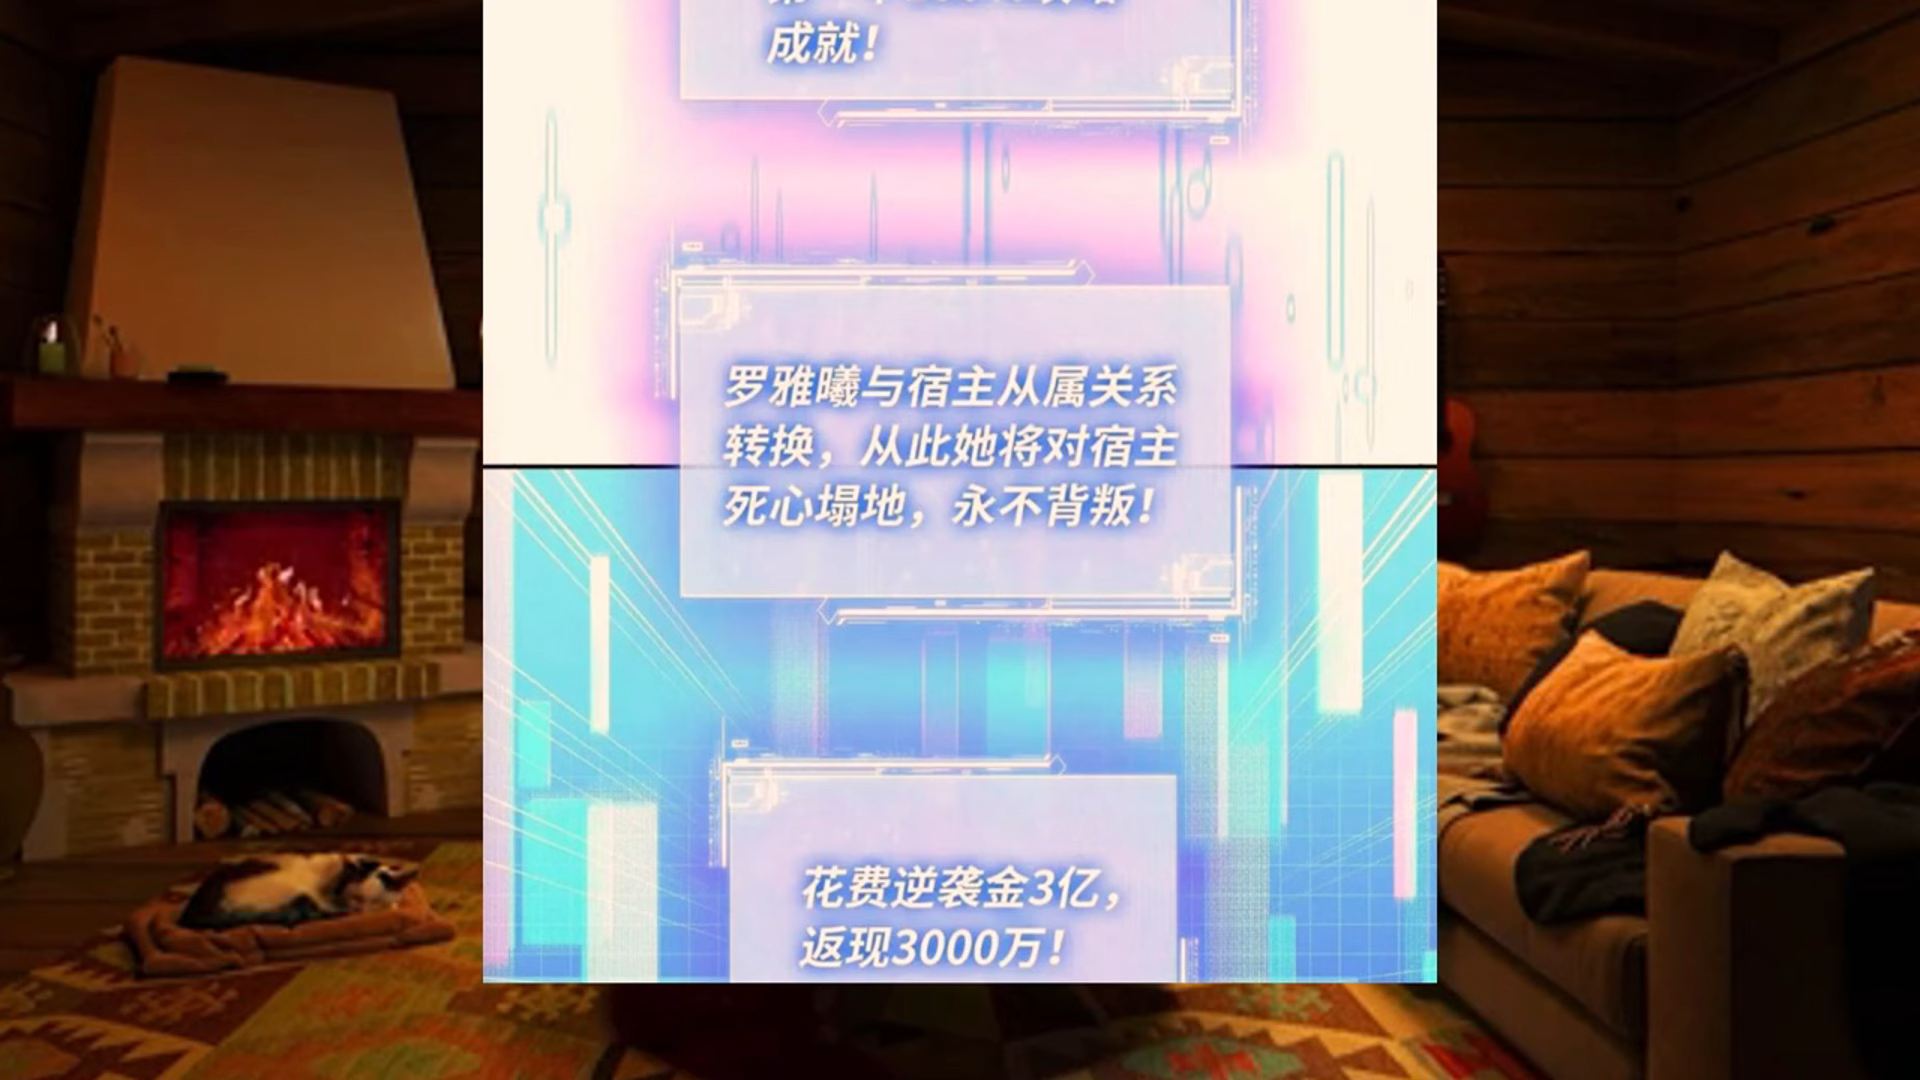 成就！
罗雅曦与宿主从属关系
转换，从此她将对宿主
死心塌地，永不背叛！
花费逆袭金3亿，
返现3000万！